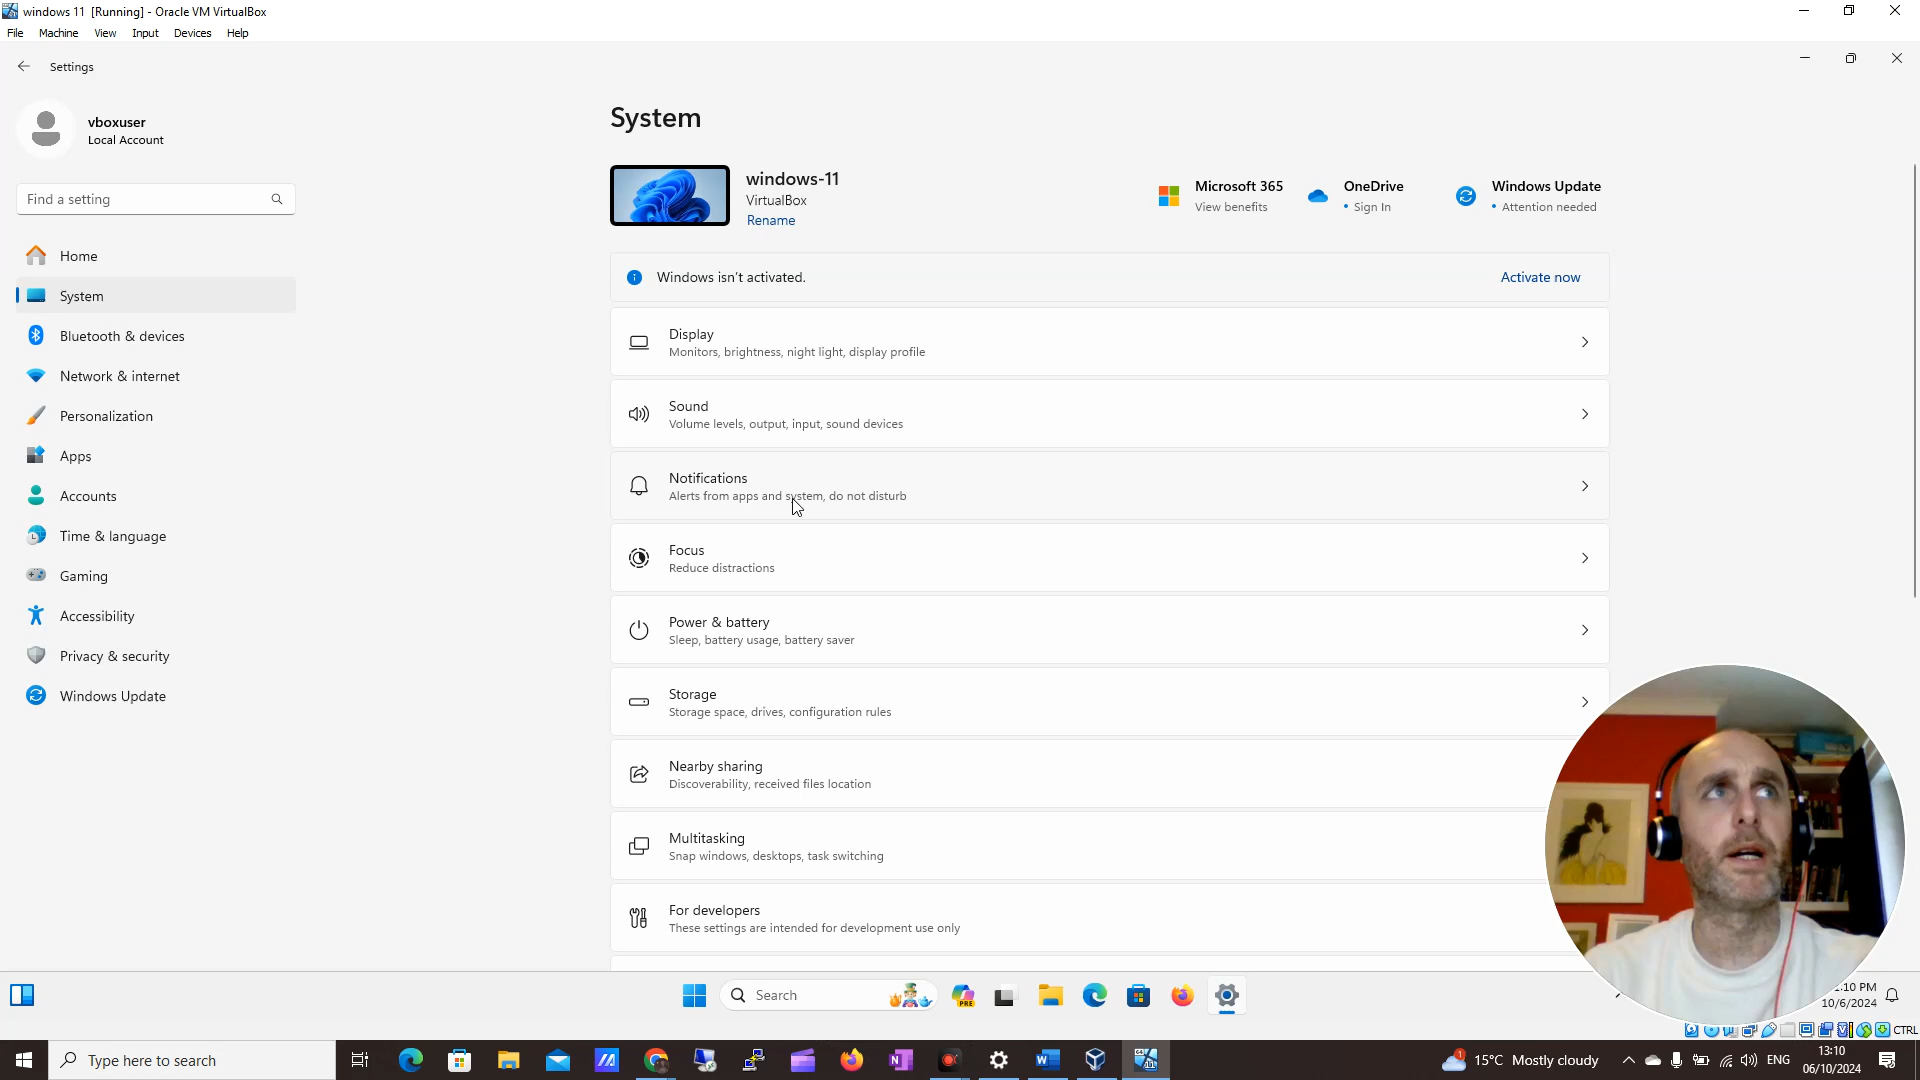 windows 11 [Running] - Oracle VM VirtualBox
File Machine View Input Devices Help
Settings
vboxuser
Local Account
Find a setting
Home
System
Bluetooth & devices
Network & internet
Personalization
Apps
Accounts
Time & language
Gaming
Accessibility
Privacy & security
Windows Update
System
windows-11
VirtualBox
Rename
Microsoft 365
View benefits
OneDrive
• Sign In
Windows Update
• Attention needed
Windows isn't activated.
Activate now
Display
Monitors, brightness, night light, display profile
Sound
Volume levels, output, input, sound devices
Notifications
Alerts from apps and system, do not disturb
Focus
Reduce distractions
Power & battery
Sleep, battery usage, battery saver
Storage
Storage space, drives, configuration rules
Nearby sharing
Discoverability, received files location
Multitasking
Snap windows, desktops, task switching
For developers
These settings are intended for development use only
Search
PRE
:10 PM
10/6/2024
CTRL
Type here to search
1
15°C Mostly cloudy
ENG
13:10
06/10/2024